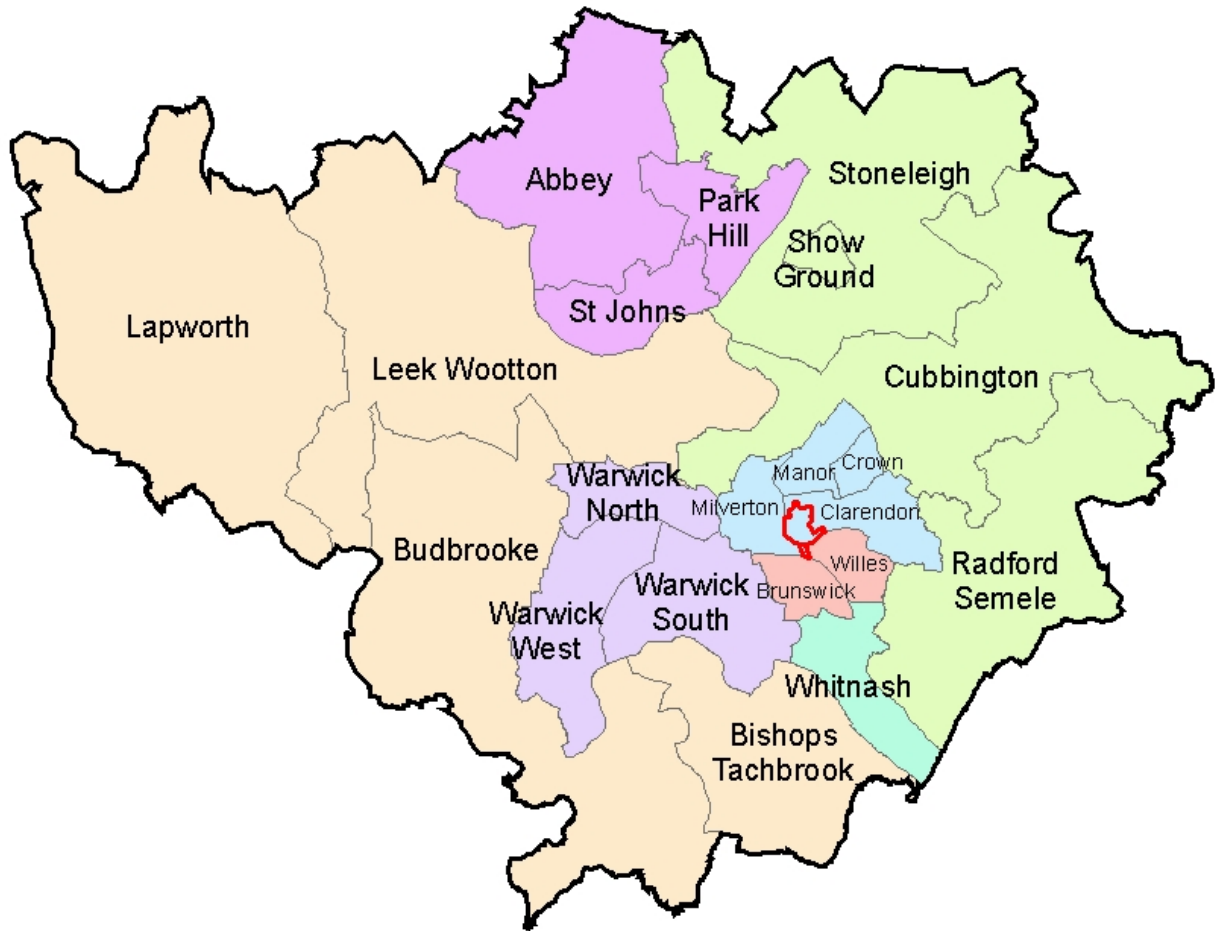 Abbey
Stoneleigh
Park
Hill
Show
Ground
St Johns
Lapworth
Leek Wootton
Cubbington
Manor
Crown
Warwick
North
Milverton
Clarendon
Budbrooke
Willes
Radford
Semele
Brunswick
Warwick
South
Warwick
West
Whitnash
Bishops
Tachbrook